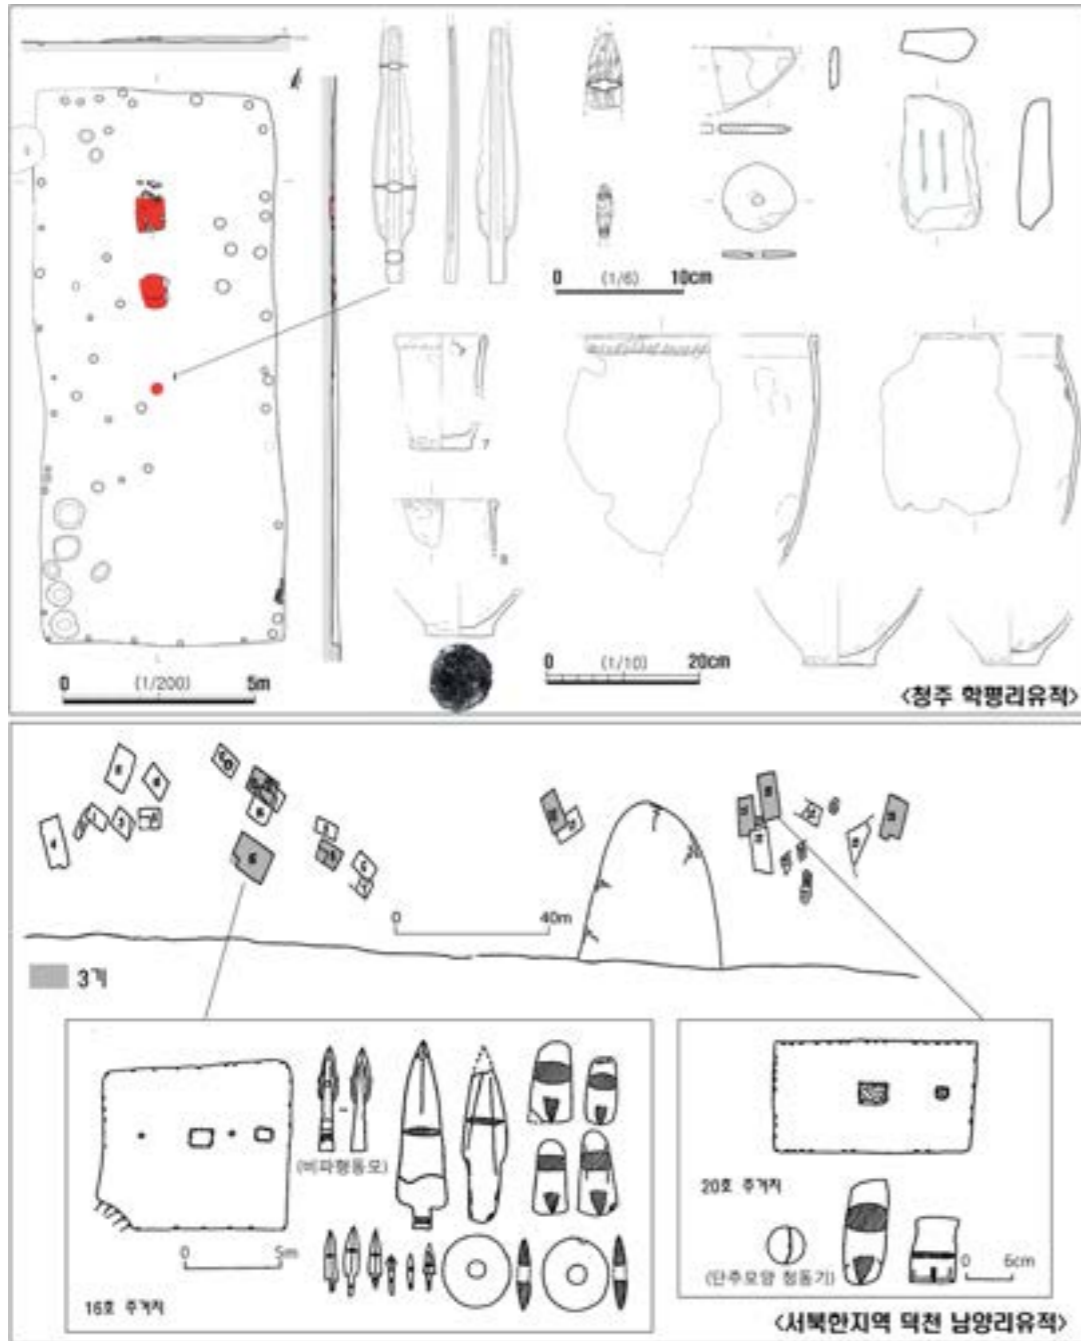 0 (1/6) 10cm
7
8
0 (1/200) 5m
0 (1/10) 20cm
<청주 학평리유적>
0 40m
3기
(비파형동모)
0 5m
16호 주거지
20호 주거지
(단추모양 청동기)
0 6cm
<서북한지역 덕천 남양리유적>